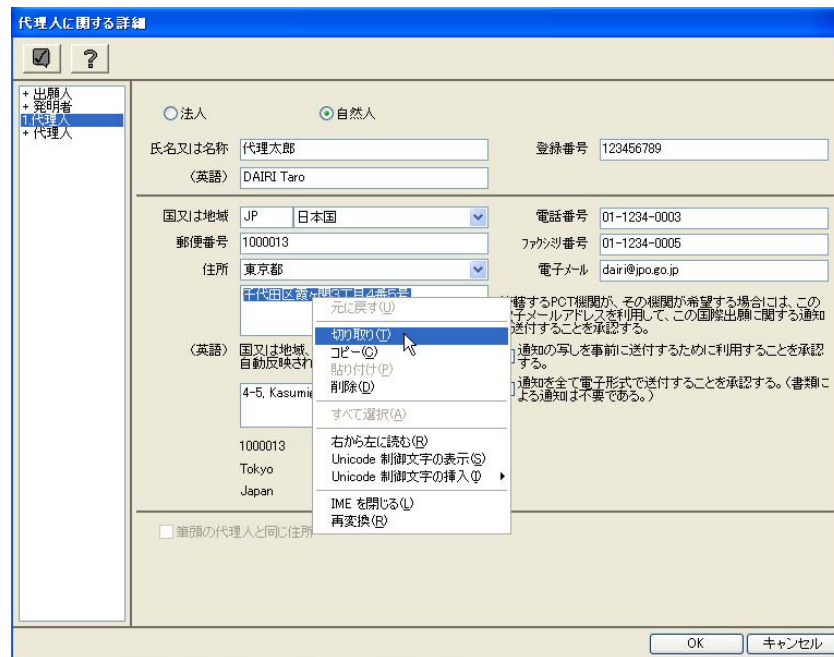 代理人に関する詳細
+ 出願人
+ 発明者
1.代理人
+ 代理人
法人
自然人
氏名又は名称 代理太郎
登録番号 123456789
(英語) DAIRI Taro
国又は地域 JP 日本国
電話番号 01-1234-0003
郵便番号 1000013
ファクシミリ番号 01-1234-0005
住所 東京都
電子メール dairi@jpo.go.jp
千代田区霞ヶ関3丁目4番5号
元に戻す(U)
切り取り(T)
コピー(C)
貼り付け(P)
削除(D)
すべて選択(A)
右から左に読む(R)
Unicode 制御文字の表示(S)
Unicode 制御文字の挿入(I)
IME を閉じる(L)
再変換(R)
轄するPCT機関が、その機関が希望する場合には、この
子メールアドレスを利用して、この国際出願に関する通知
送付することを承認する。
通知の写しを事前に送付するために利用することを承認
する。
通知を全て電子形式で送付することを承認する。(書類に
よる通知は不要である。)
(英語) 国又は地域、
自動反映され
4-5, Kasumi
1000013
Tokyo
Japan
筆頭の代理人と同じ住所
OK
キャンセル